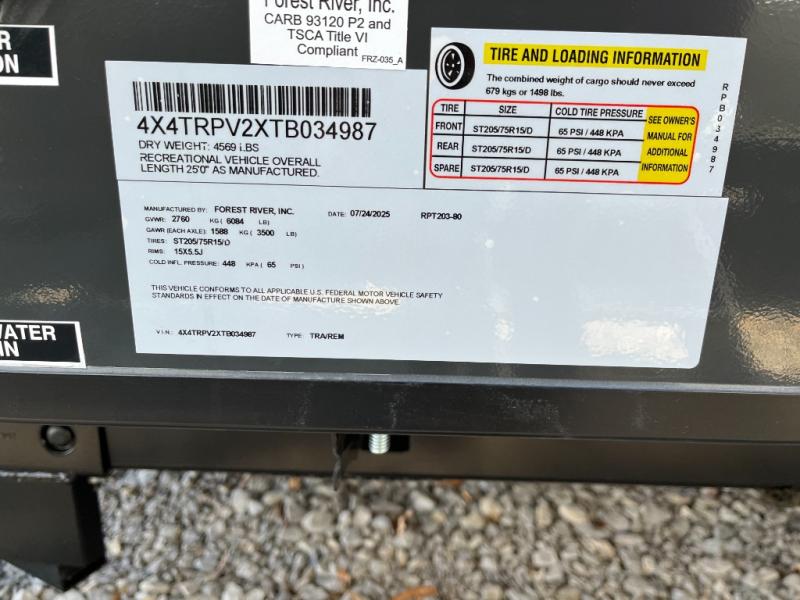 Forest River, Inc.
CARB 93120 P2 and
TSCA Title VI
Compliant
FRZ-035_A
R
ON
4X4TRPV2XTB034987
DRY WEIGHT: 4569 LBS
RECREATIONAL VEHICLE OVERALL
LENGTH 25'0" AS MANUFACTURED.
TIRE AND LOADING INFORMATION
The combined weight of cargo should never exceed
679 kgs or 1498 lbs.
TIRE SIZE COLD TIRE PRESSURE
FRONT ST205/75R15/D 65 PSI / 448 KPA
REAR ST205/75R15/D 65 PSI / 448 KPA
SPARE ST205/75R15/D 65 PSI / 448 KPA
SEE OWNER'S
MANUAL FOR
ADDITIONAL
INFORMATION
RPB034987
MANUFACTURED BY: FOREST RIVER, INC. DATE: 07/24/2025 RPT203-80
GVWR: 2760 KG ( 6084 LB)
GAWR (EACH AXLE): 1588 KG ( 3500 LB)
TIRES: ST205/75R15/D
RIMS: 15X5.5J
COLD INFL. PRESSURE: 448 KPA ( 65 PSI )
THIS VEHICLE CONFORMS TO ALL APPLICABLE U.S. FEDERAL MOTOR VEHICLE SAFETY
STANDARDS IN EFFECT ON THE DATE OF MANUFACTURE SHOWN ABOVE.
V.I.N.: 4X4TRPV2XTB034987 TYPE: TRA/REM
WATER
IN